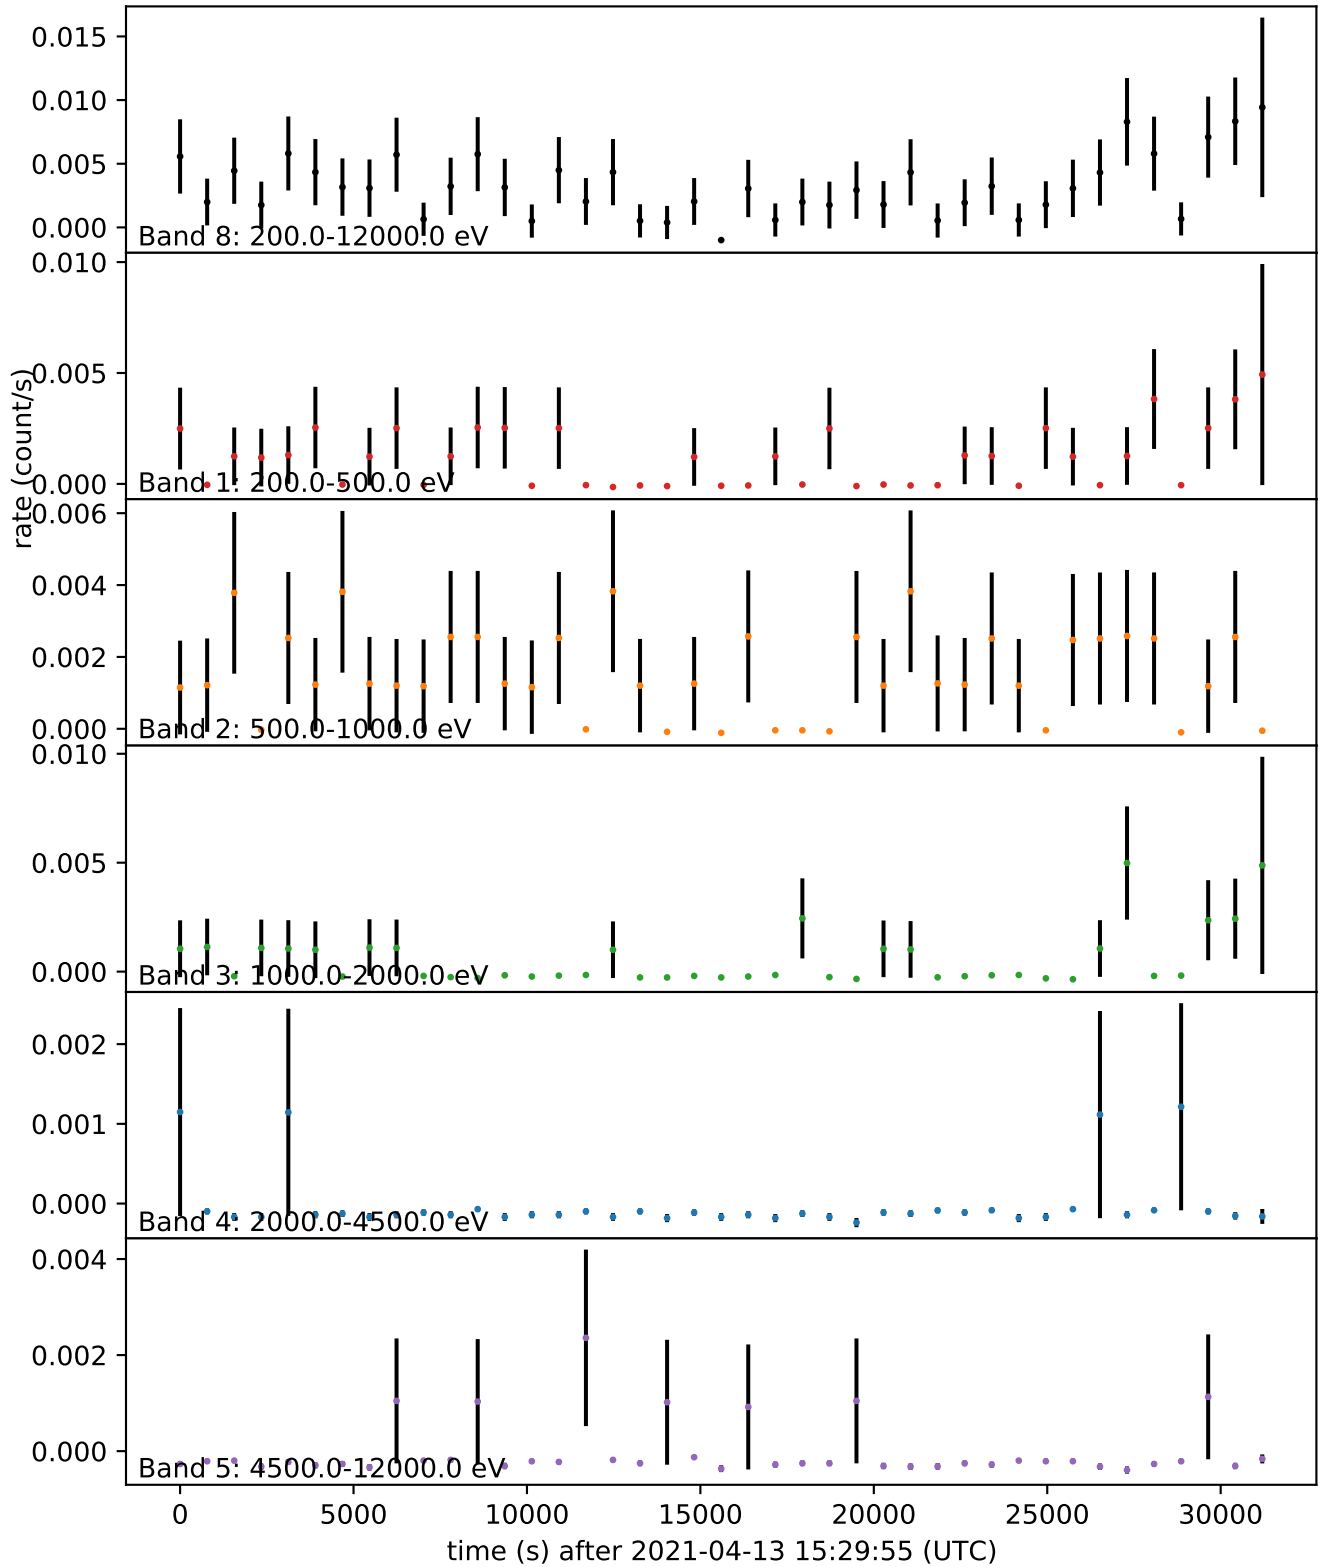 0.015
0.010
0.005
0.000
Band 8: 200.0-12000.0 eV
0.010
0.005
0.000
Band 1: 200.0-500.0 eV
rate (count/s)
0.006
0.004
0.002
0.000
Band 2: 500.0-1000.0 eV
0.010
0.005
0.000
Band 3: 1000.0-2000.0 eV
0.002
0.001
0.000
Band 4: 2000.0-4500.0 eV
0.004
0.002
0.000
Band 5: 4500.0-12000.0 eV
0 5000 10000 15000 20000 25000 30000
time (s) after 2021-04-13 15:29:55 (UTC)